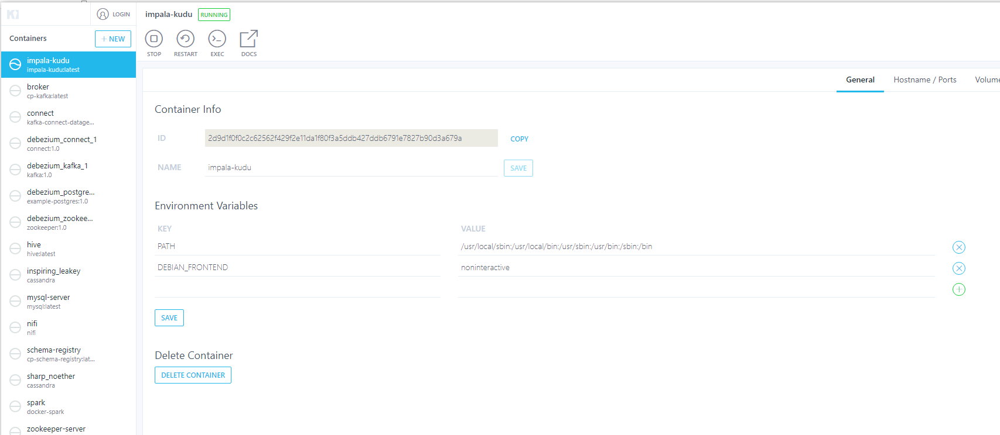 LOGIN
Containers
+ NEW
impala-kudu
impala-kudu:latest
broker
cp-kafka:latest
connect
kafka-connect-datage...
debezium_connect_1
connect:1.0
debezium_kafka_1
kafka:1.0
debezium_postgre...
example-postgres:1.0
debezium_zookee...
zookeeper:1.0
hive
hive:latest
inspiring_leakey
cassandra
mysql-server
mysql:latest
nifi
nifi
schema-registry
cp-schema-registry:lat...
sharp_noether
cassandra
spark
docker-spark
zookeeper-server
impala-kudu RUNNING
STOP RESTART EXEC DOCS
General Hostname / Ports Volume
Container Info
ID 2d9d1f0f0c2c62562f429f2e11da1f80f3a5ddb427ddb6791e7827b90d3a679a COPY
NAME impala-kudu SAVE
Environment Variables
KEY VALUE
PATH /usr/local/sbin:/usr/local/bin:/usr/sbin:/usr/bin:/sbin:/bin
DEBIAN_FRONTEND noninteractive
SAVE
Delete Container
DELETE CONTAINER